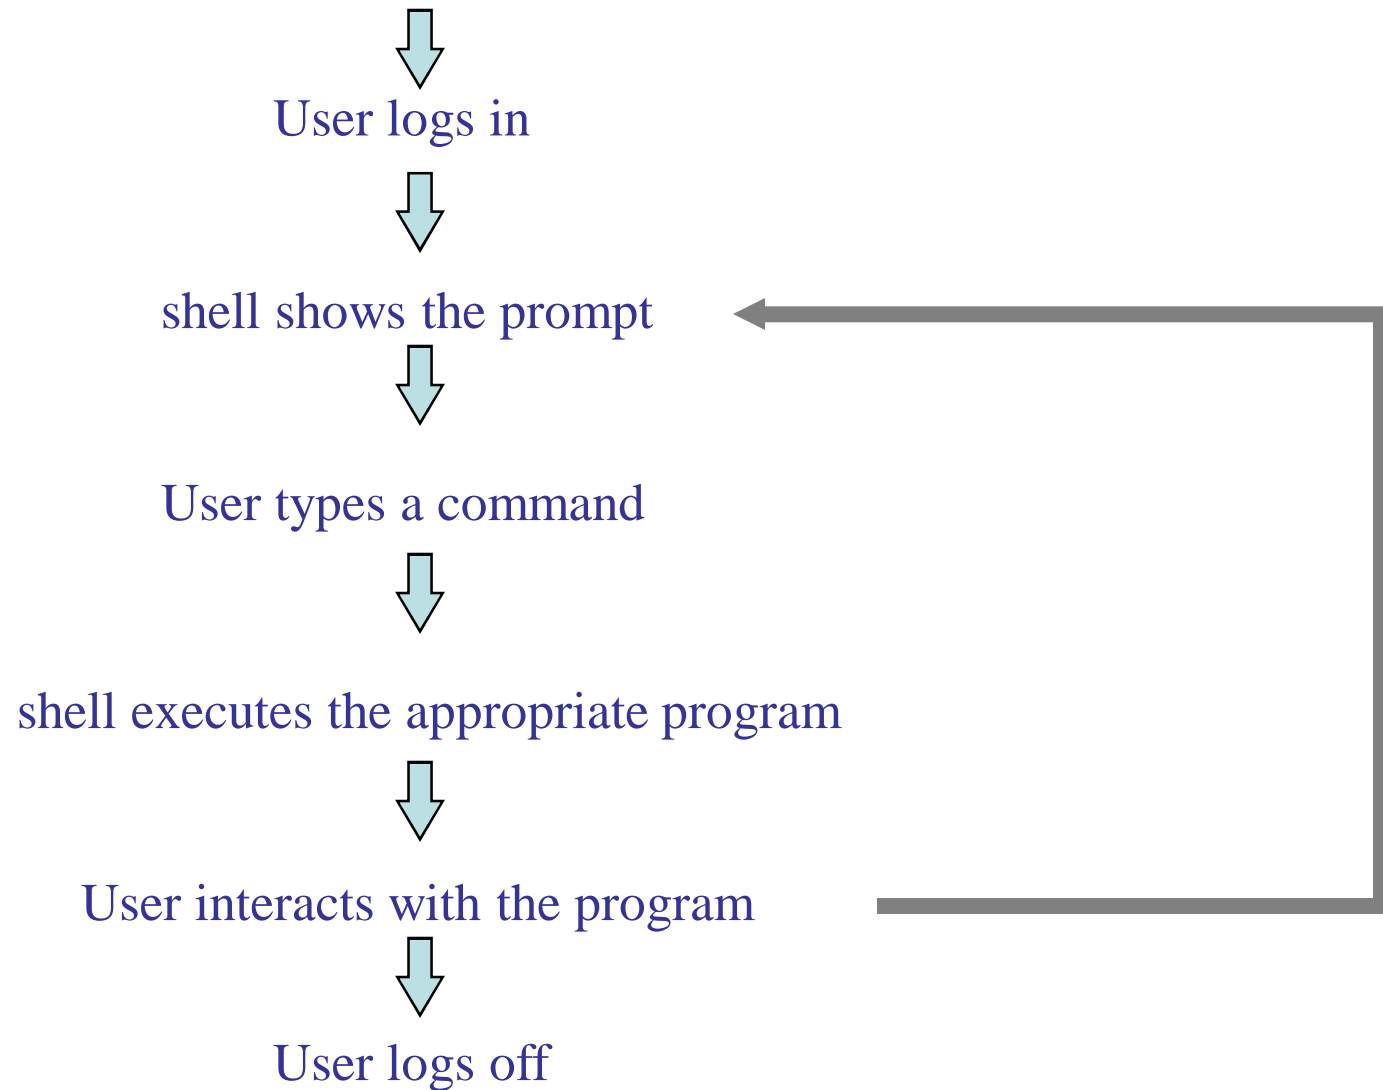 User logs in
shell shows the prompt
User types a command
shell executes the appropriate program
User interacts with the program
User logs off